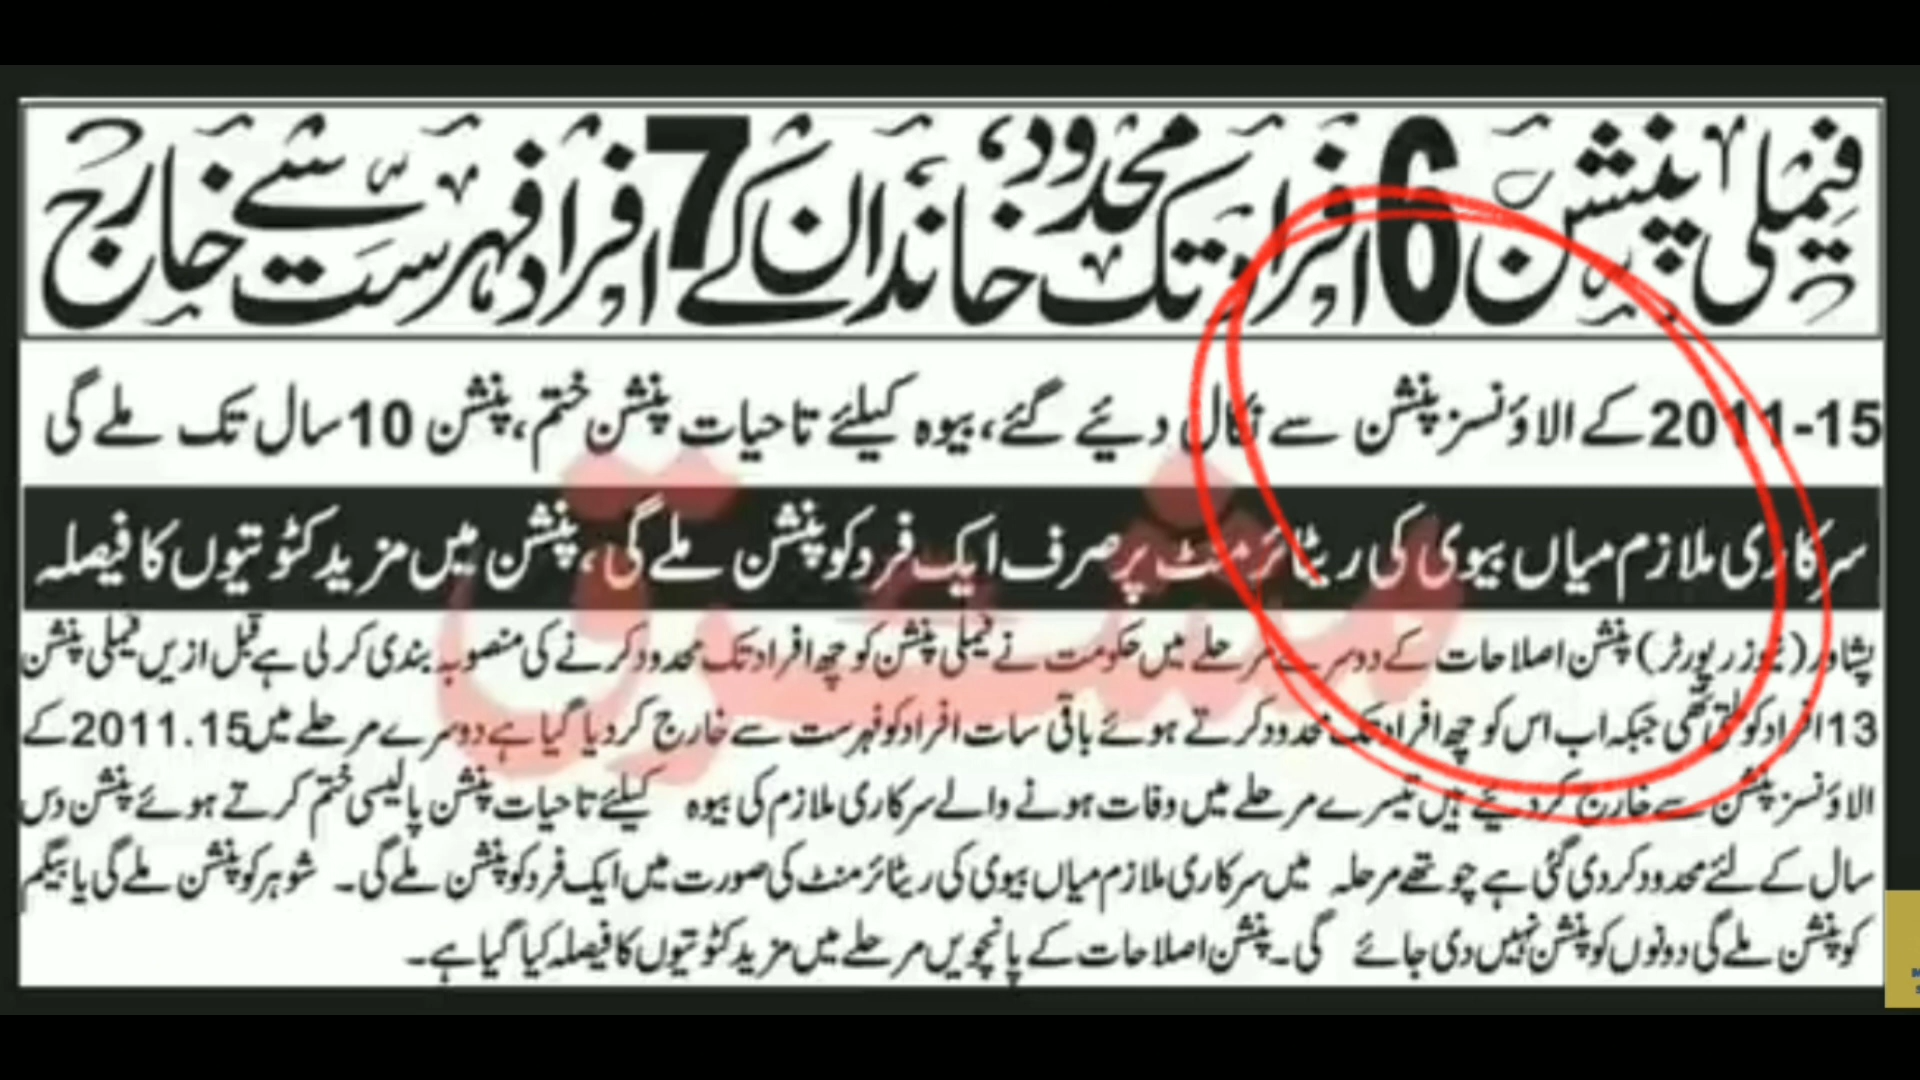 فیملی پنشن 6 افراد تک محدود، خاندان کے 7 افراد فہرست سے خارج
2011-15 کے الاؤنسز پنشن سے نکال دیئے گئے، بیوہ کیلئے تاحیات پنشن ختم، پنشن 10 سال تک ملے گی
سرکاری ملازم میاں بیوی کی ریٹائرمنٹ پر صرف ایک فرد کو پنشن ملے گی، پنشن میں مزید کٹوتیوں کا فیصلہ
پشاور (نیوز رپورٹر) پنشن اصلاحات کے دوسرے مرحلے میں حکومت نے فیملی پنشن کو چھ افراد تک محدود کرنے کی منصوبہ بندی کر لی ہے قبل ازیں فیملی پنشن
13 افراد کو ملتی تھی جبکہ اب اس کو چھ افراد تک محدود کرتے ہوئے باقی سات افراد کو فہرست سے خارج کر دیا گیا ہے دوسرے مرحلے میں 2011.15 کے
الاؤنسز پنشن سے خارج کر دیئے ہیں تیسرے مرحلے میں وفات ہونے والے سرکاری ملازم کی بیوہ کیلئے تاحیات پنشن پالیسی ختم کرتے ہوئے پنشن دس
سال کے لئے محدود کر دی گئی ہے چوتھے مرحلہ میں سرکاری ملازم میاں بیوی کی ریٹائرمنٹ کی صورت میں ایک فرد کو پنشن ملے گی۔ شوہر کو پنشن ملے گی یا بیگم
کو پنشن ملے گی دونوں کو پنشن نہیں دی جائے گی۔ پنشن اصلاحات کے پانچویں مرحلے میں مزید کٹوتیوں کا فیصلہ کیا گیا ہے۔
مشرق